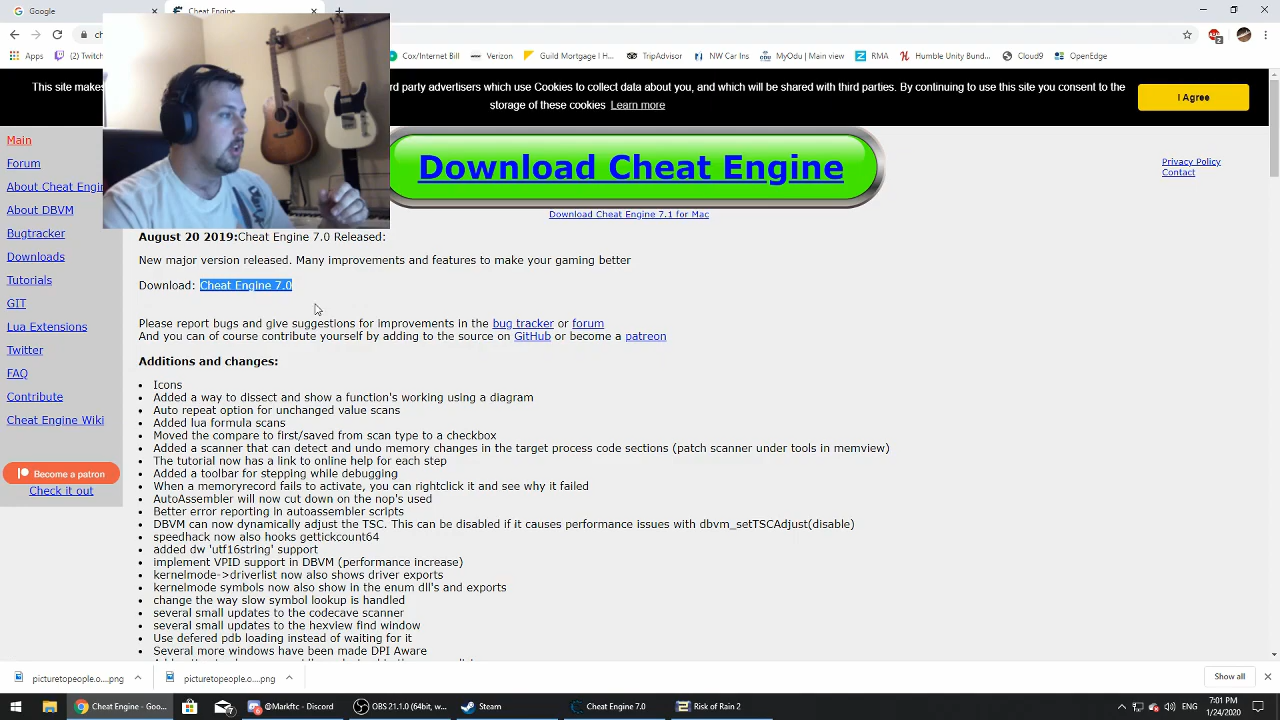 Google
Apps
Cox/Internet Bill
Verizon
Guild Mortgage I H...
TripAdvisor
NW Car Ins
MyOdu | New City ...
RMA
Humble Unity Bund...
Cloud9
OpenEdge
2
This site makes
rd party advertisers which use Cookies to collect data about you, and which will be shared with third parties. By continuing to use this site you consent to the
storage of these cookies Learn more
I Agree
Main
Forum
About Cheat Engin
About DBVM
Bugtracker
Downloads
Tutorials
GIT
Lua Extensions
Twitter
FAQ
Contribute
Cheat Engine Wiki
Become a patron
Check it out
Download Cheat Engine
Download Cheat Engine 7.1 for Mac
Privacy Policy
Contact
August 20 2019:Cheat Engine 7.0 Released:
New major version released. Many improvements and features to make your gaming better
Download: Cheat Engine 7.0
Please report bugs and give suggestions for improvements in the bug tracker or forum
And you can of course contribute yourself by adding to the source on GitHub or become a patreon
Additions and changes:
• Icons
• Added a way to dissect and show a function's working using a diagram
• Auto repeat option for unchanged value scans
• Added lua formula scans
• Moved the compare to first/saved from scan type to a checkbox
• Added a scanner that can detect and undo memory changes in the target process code sections (patch scanner under tools in memview)
• The tutorial now has a link to online help for each step
• Added a toolbar for stepping while debugging
• When a memoryrecord fails to activate, you can rightclick it and see why it failed
• AutoAssembler will now cut down on the nop's used
• Better error reporting in autoassembler scripts
• DBVM can now dynamically adjust the TSC. This can be disabled if it causes performance issues with dbvm_setTSCAdjust(disable)
• speedhack now also hooks gettickcount64
• added dw 'utf16string' support
• implement VPID support in DBVM (performance increase)
• kernelmode->driverlist now also shows driver exports
• kernelmode symbols now also show in the enum dll's and exports
• change the way slow symbol lookup is handled
• several small updates to the codecave scanner
• several small updates to the hexview find window
• Used deferred pdb loading instead of waiting for it
• Several more windows have been made DPI Aware
picturetopeople.o....png
picturetopeople.o....png
Show all
Cheat Engine - Goo...
@Markftc - Discord
OBS 21.1.0 (64bit, w...
Steam
Cheat Engine 7.0
Risk of Rain 2
7:01 PM
1/24/2020